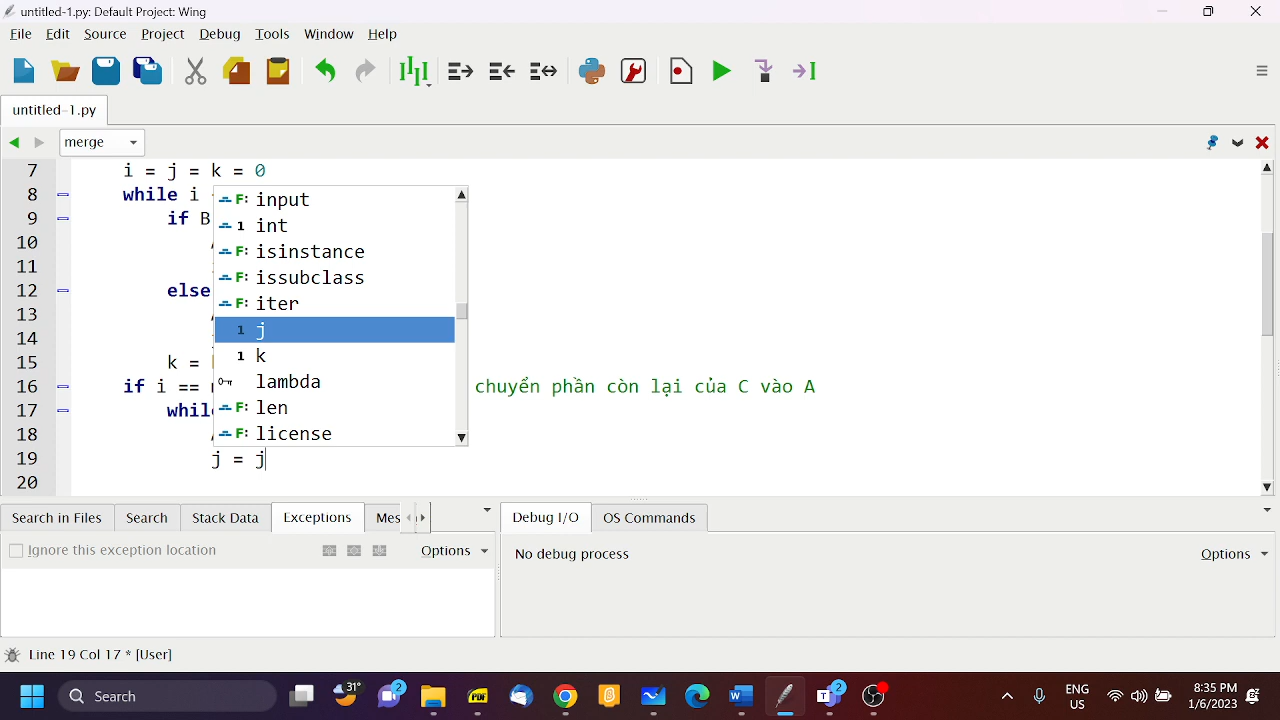 untitled-1.py: Default Project: Wing
File Edit Source Project Debug Tools Window Help
untitled-1.py
merge
7 i = j = k = 0
8 while i
9 if B
10
11
12 else
13
14
15 k =
16 if i == chuyển phần còn lại của C vào A
17 whil
18
19 j = j
20
input
int
isinstance
issubclass
iter
j
k
lambda
len
license
Search in Files Search Stack Data Exceptions Mes
Debug I/O OS Commands
Ignore this exception location Options
No debug process Options
Line 19 Col 17 * [User]
Search
31°
2
PDF
2
ENG
US
8:35 PM
1/6/2023